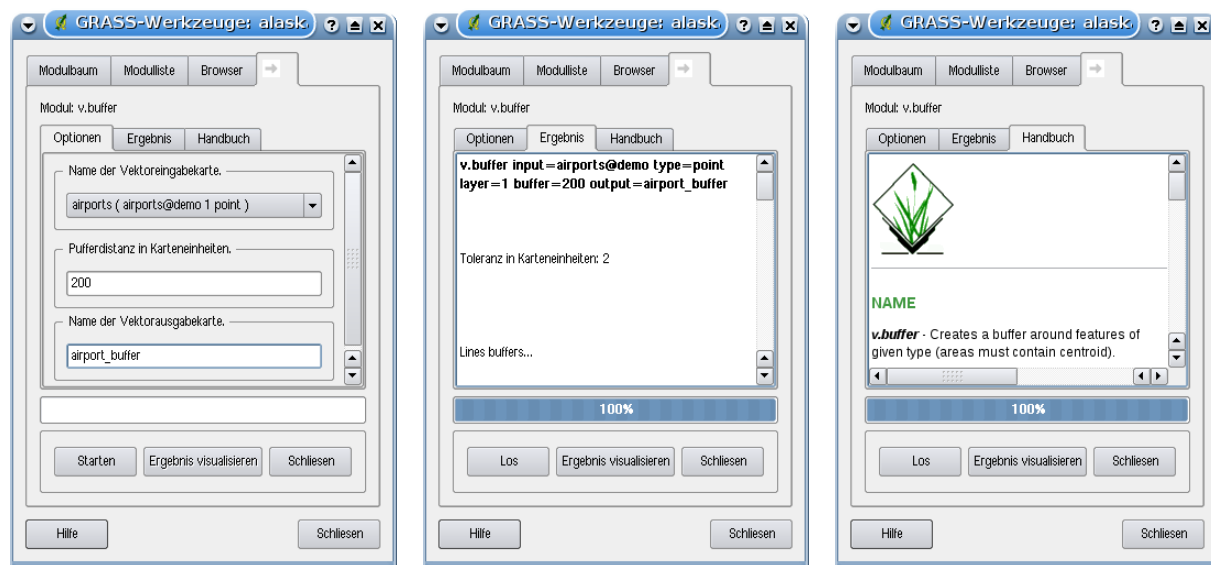 GRASS-Werkzeuge: alask
Modulbaum Modulliste Browser
Modul: v.buffer
Optionen Ergebnis Handbuch
Name der Vektoreingabekarte.
airports ( airports@demo 1 point )
Pufferdistanz in Karteneinheiten.
200
Name der Vektorausgabekarte.
airport_buffer
Starten Ergebnis visualisieren Schliesen
Hilfe Schliesen
GRASS-Werkzeuge: alask
Modulbaum Modulliste Browser
Modul: v.buffer
Optionen Ergebnis Handbuch
v.buffer input=airports@demo type=point
layer=1 buffer=200 output=airport_buffer
Toleranz in Karteneinheiten: 2
Lines buffers...
100%
Los Ergebnis visualisieren Schliesen
Hilfe Schliesen
GRASS-Werkzeuge: alask
Modulbaum Modulliste Browser
Modul: v.buffer
Optionen Ergebnis Handbuch
NAME
v.buffer - Creates a buffer around features of
given type (areas must contain centroid).
100%
Los Ergebnis visualisieren Schliesen
Hilfe Schliesen